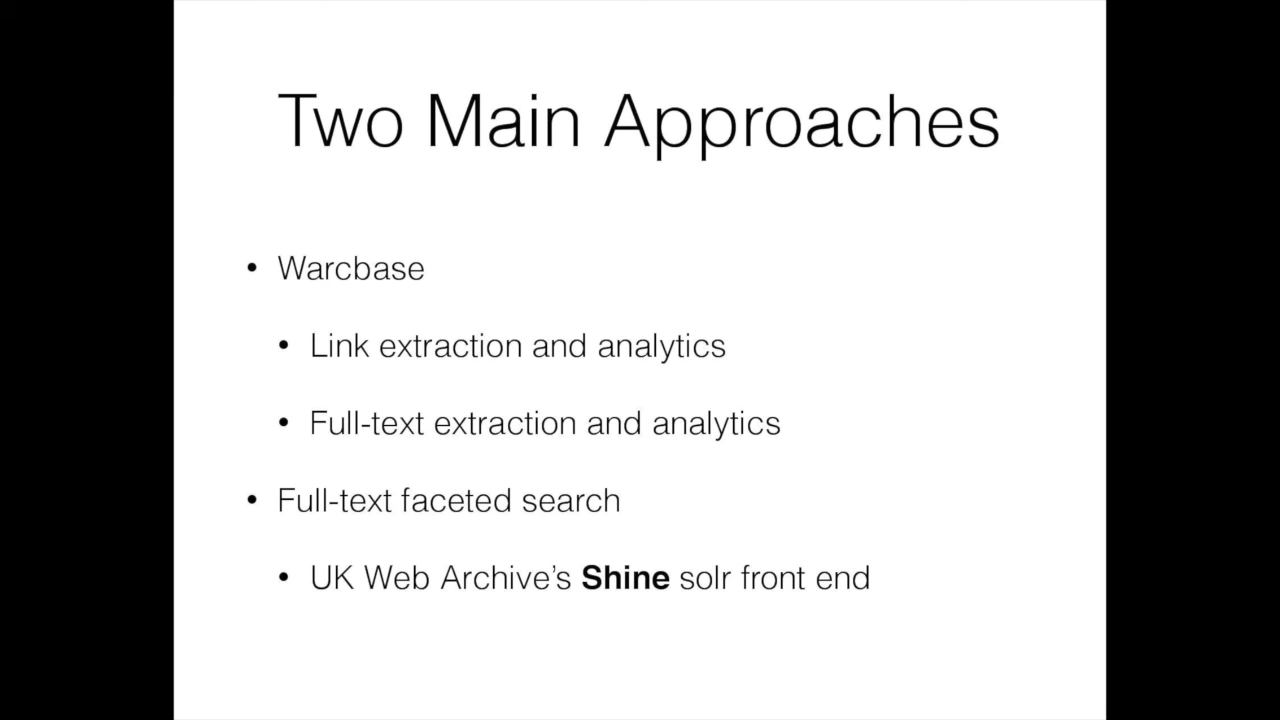 Two Main Approaches
• Warcbase
• Link extraction and analytics
• Full-text extraction and analytics
• Full-text faceted search
• UK Web Archive’s Shine solr front end